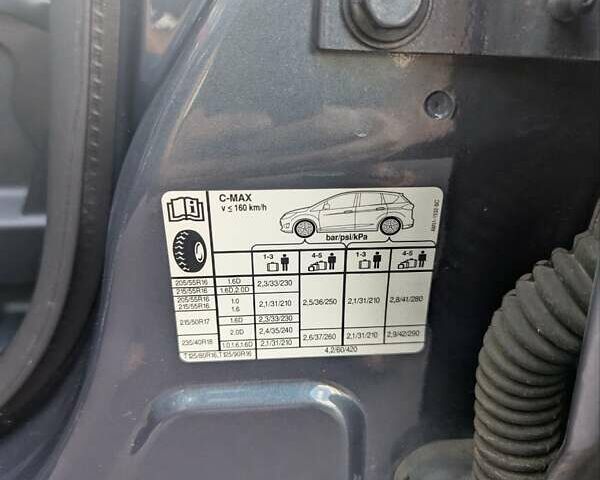 C-MAX
v ≤ 160 km/h
bar/psi/kPa
1-3 4-5 1-3 4-5
205/55R16 1.6D 2,3/33/230
215/55R16 1.6D,2.0D
205/55R16 1.0 2,1/31/210 2,5/36/250 2,1/31/210 2,8/41/280
215/55R16 1.6
215/50R17 1.6D 2,3/33/230
2.0D 2,4/35/240
235/40R18 1.0,1.6,1.6D 2,1/31/210 2,6/37/260 2,1/31/210 2,9/42/290
T125/80R16,T125/90R16 4,2/60/420